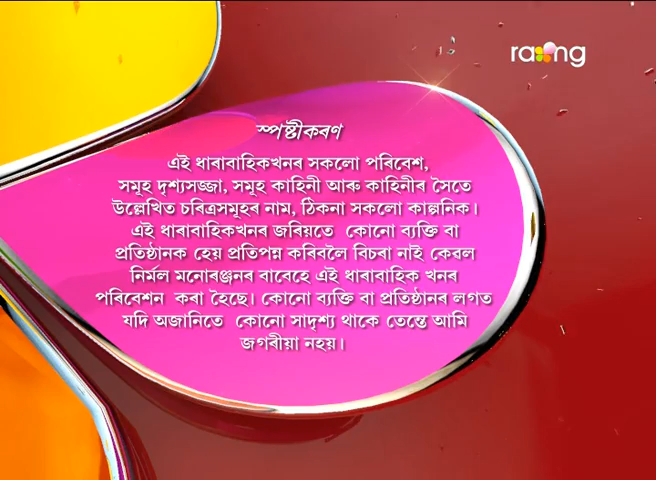 rang
স্পষ্টীকৰণ
এই ধাৰাবাহিকখনৰ সকলো পৰিবেশ,
সমূহ দৃশ্যসজ্জা, সমূহ কাহিনী আৰু কাহিনীৰ সৈতে
উল্লেখিত চৰিত্ৰসমূহৰ নাম, ঠিকনা সকলো কাল্পনিক।
এই ধাৰাবাহিকখনৰ জৰিয়তে কোনো ব্যক্তি বা
প্ৰতিষ্ঠানক হেয় প্ৰতিপন্ন কৰিবলৈ বিচৰা নাই কেৱল
নিৰ্মল মনোৰঞ্জনৰ বাবেহে এই ধাৰাবাহিক খনৰ
পৰিবেশন কৰা হৈছে। কোনো ব্যক্তি বা প্ৰতিষ্ঠানৰ লগত
যদি অজানিতে কোনো সাদৃশ্য থাকে তেন্তে আমি
জগৰীয়া নহয়।